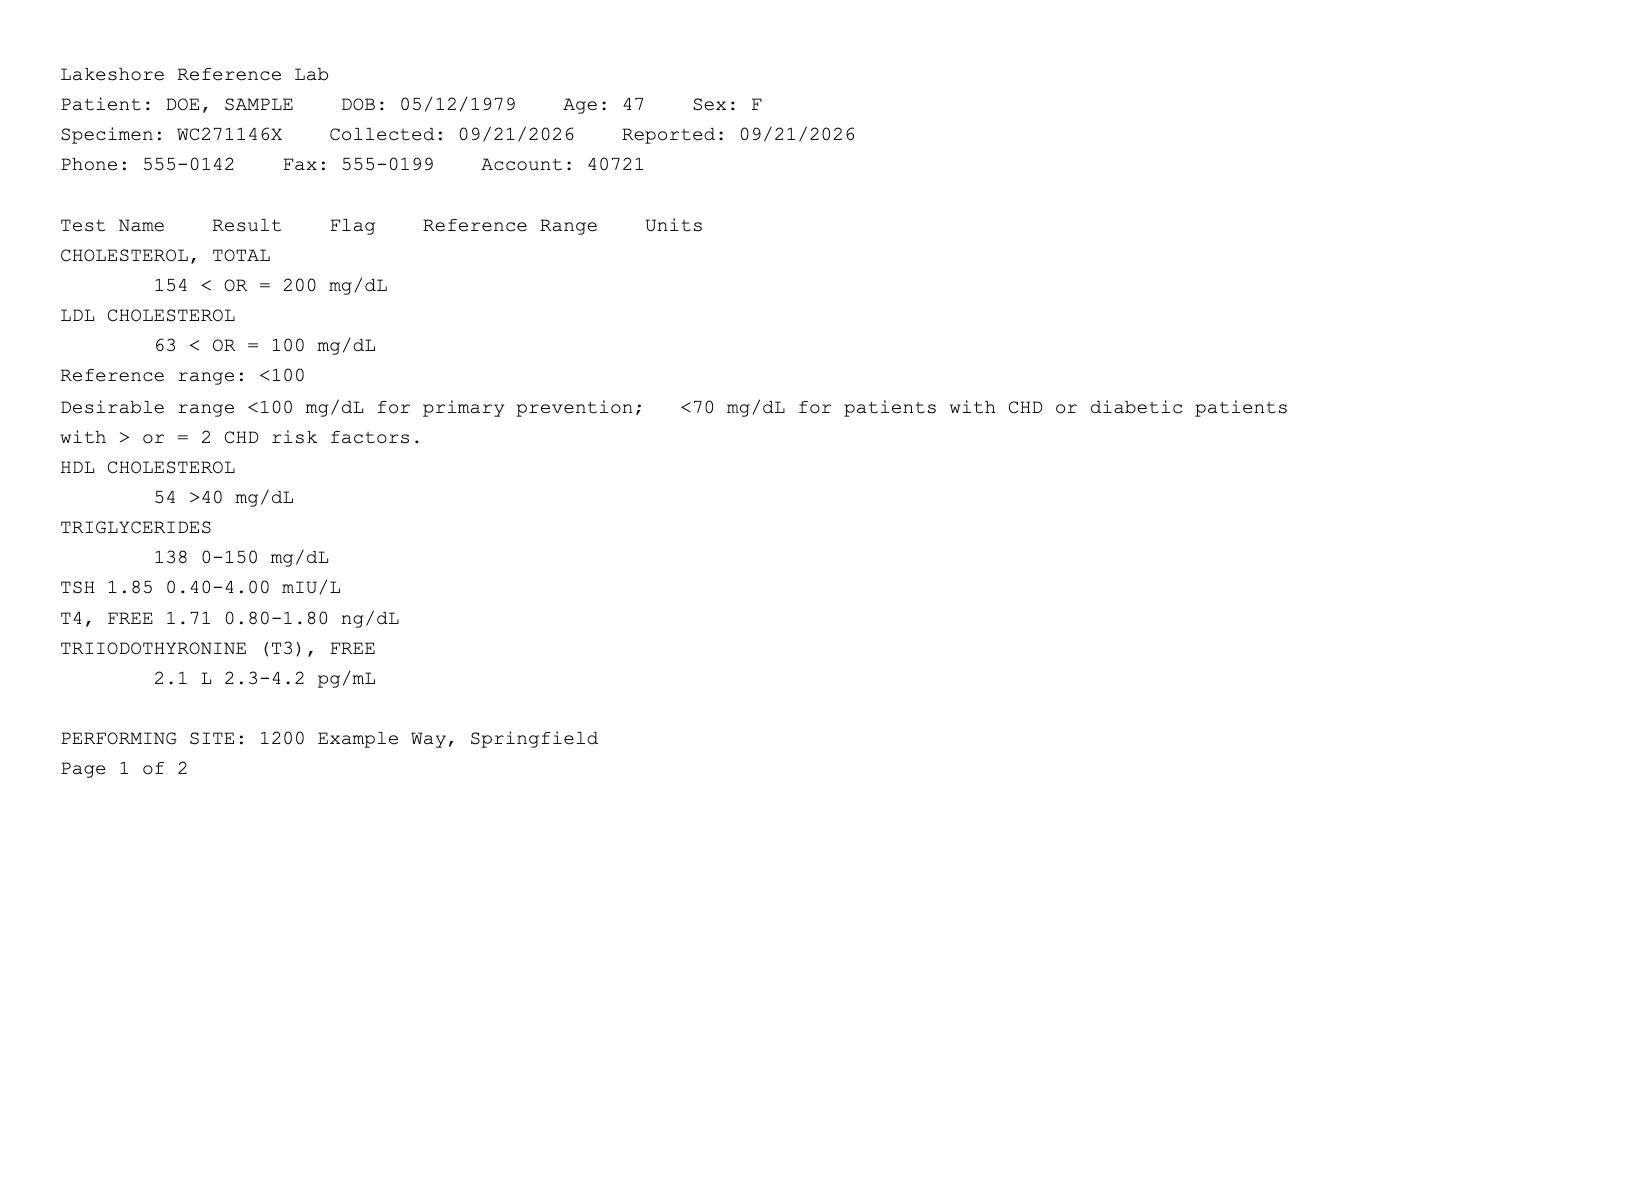 Lakeshore Reference Lab
Patient: DOE, SAMPLE    DOB: 05/12/1979    Age: 47    Sex: F
Specimen: WC271146X    Collected: 09/21/2026    Reported: 09/21/2026
Phone: 555-0142    Fax: 555-0199    Account: 40721
Test Name    Result    Flag    Reference Range    Units
CHOLESTEROL, TOTAL
154 < OR = 200 mg/dL
LDL CHOLESTEROL
63 < OR = 100 mg/dL
Reference range: <100
Desirable range <100 mg/dL for primary prevention;   <70 mg/dL for patients with CHD or diabetic patients
with > or = 2 CHD risk factors.
HDL CHOLESTEROL
54 >40 mg/dL
TRIGLYCERIDES
138 0-150 mg/dL
TSH 1.85 0.40-4.00 mIU/L
T4, FREE 1.71 0.80-1.80 ng/dL
TRIIODOTHYRONINE (T3), FREE
2.1 L 2.3-4.2 pg/mL
PERFORMING SITE: 1200 Example Way, Springfield
Page 1 of 2